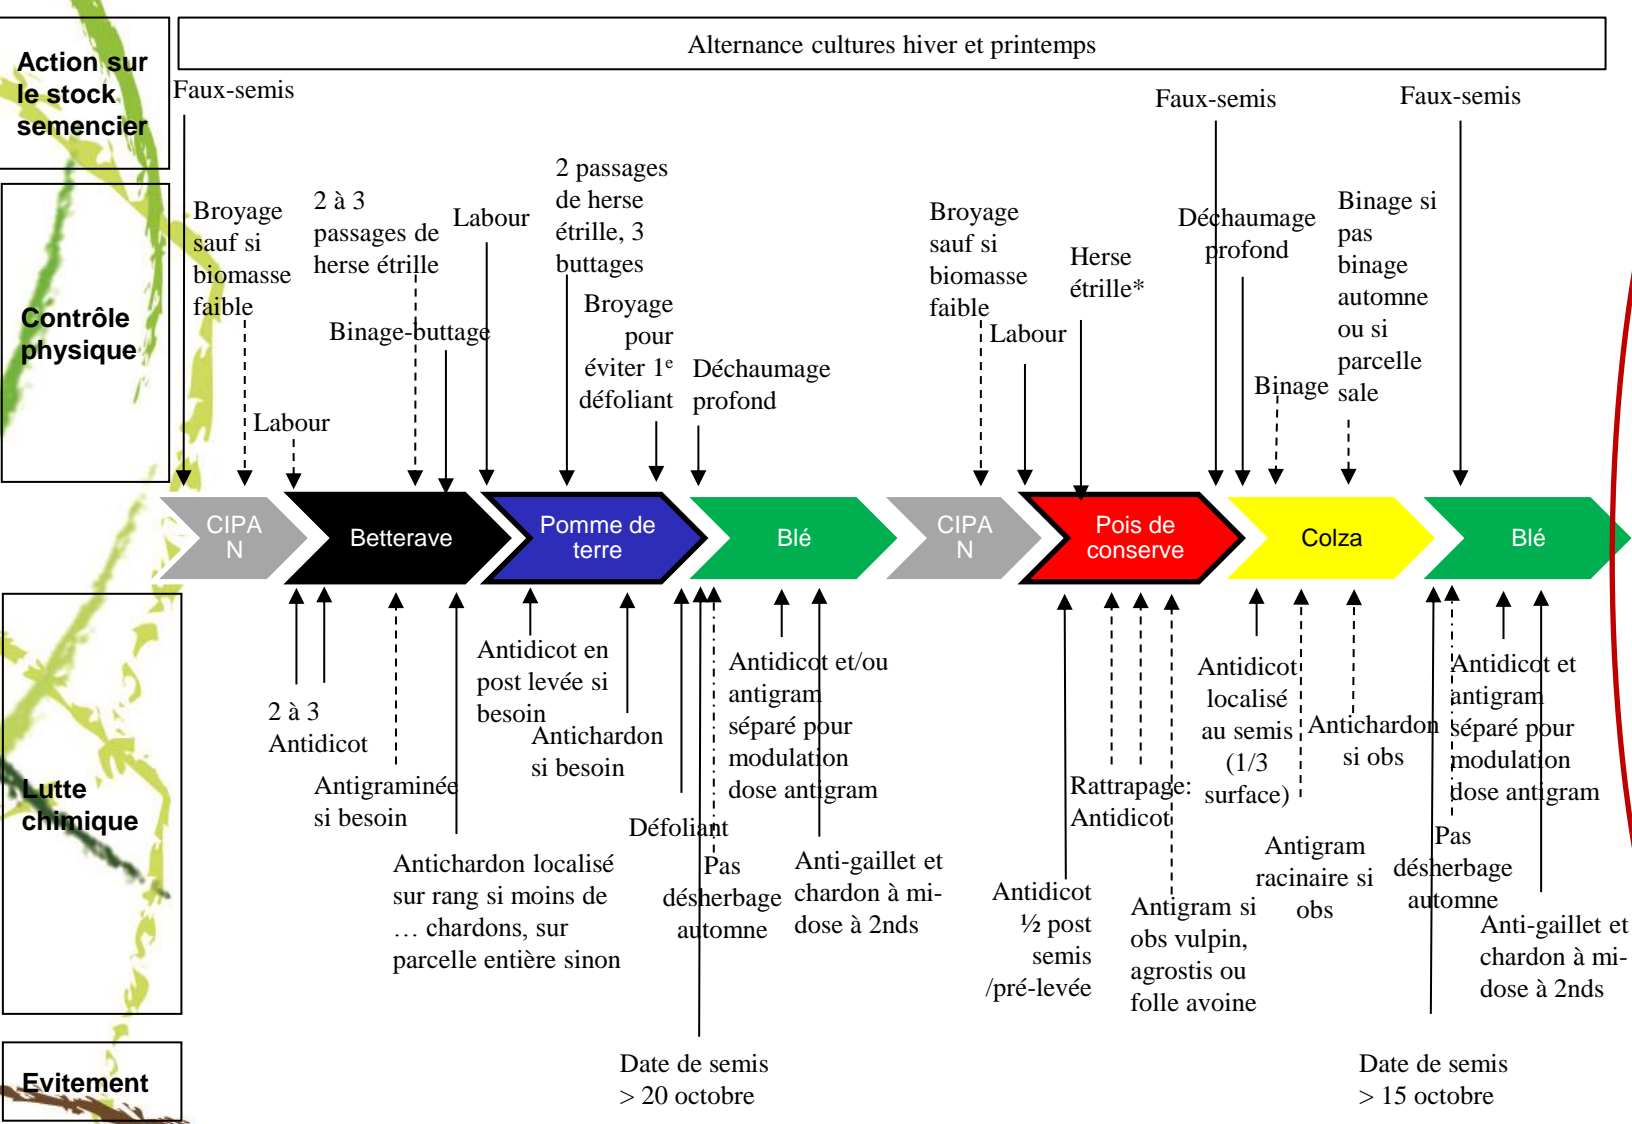 Action sur
le stock
semencier
Alternance cultures hiver et printemps
Faux-semis
Faux-semis
Faux-semis
Contrôle
physique
Broyage
sauf si
biomasse
faible
Labour
2 à 3
passages de
herse étrille
Binage-buttage
Labour
2 passages
de herse
étrille, 3
buttages
Broyage
pour
éviter 1e
défoliant
Déchaumage
profond
Broyage
sauf si
biomasse
faible
Labour
Herse
étrille*
Déchaumage
profond
Binage
Binage si
pas
binage
automne
ou si
parcelle
sale
CIPA
N
Betterave
Pomme de
terre
Blé
CIPA
N
Pois de
conserve
Colza
Blé
Lutte
chimique
2 à 3
Antidicot
Antigraminée
si besoin
Antichardon localisé
sur rang si moins de
… chardons, sur
parcelle entière sinon
Antidicot en
post levée si
besoin
Antichardon
si besoin
Défoliant
Pas
désherbage
automne
Antidicot et/ou
antigram
séparé pour
modulation
dose antigram
Anti-gaillet et
chardon à mi-
dose à 2nds
Antidicot
½ post
semis
/pré-levée
Rattrapage:
Antidicot
Antigram si
obs vulpin,
agrostis ou
folle avoine
Antidicot
localisé
au semis
(1/3
surface)
Antigram
racinaire si
obs
Antichardon
si obs
Pas
désherbage
automne
Antidicot et
antigram
séparé pour
modulation
dose antigram
Anti-gaillet et
chardon à mi-
dose à 2nds
Evitement
Date de semis
> 20 octobre
Date de semis
> 15 octobre